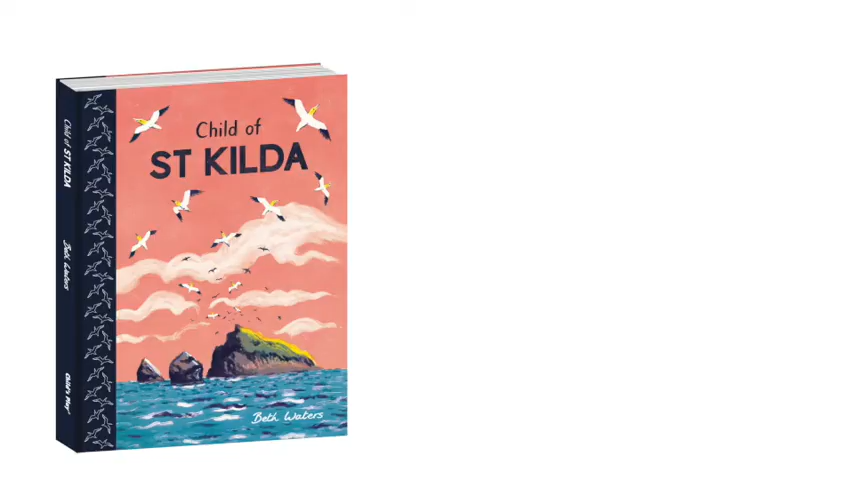 Child of
ST KILDA
Beth Waters
Child of ST KILDA
Beth Waters
Child's Play